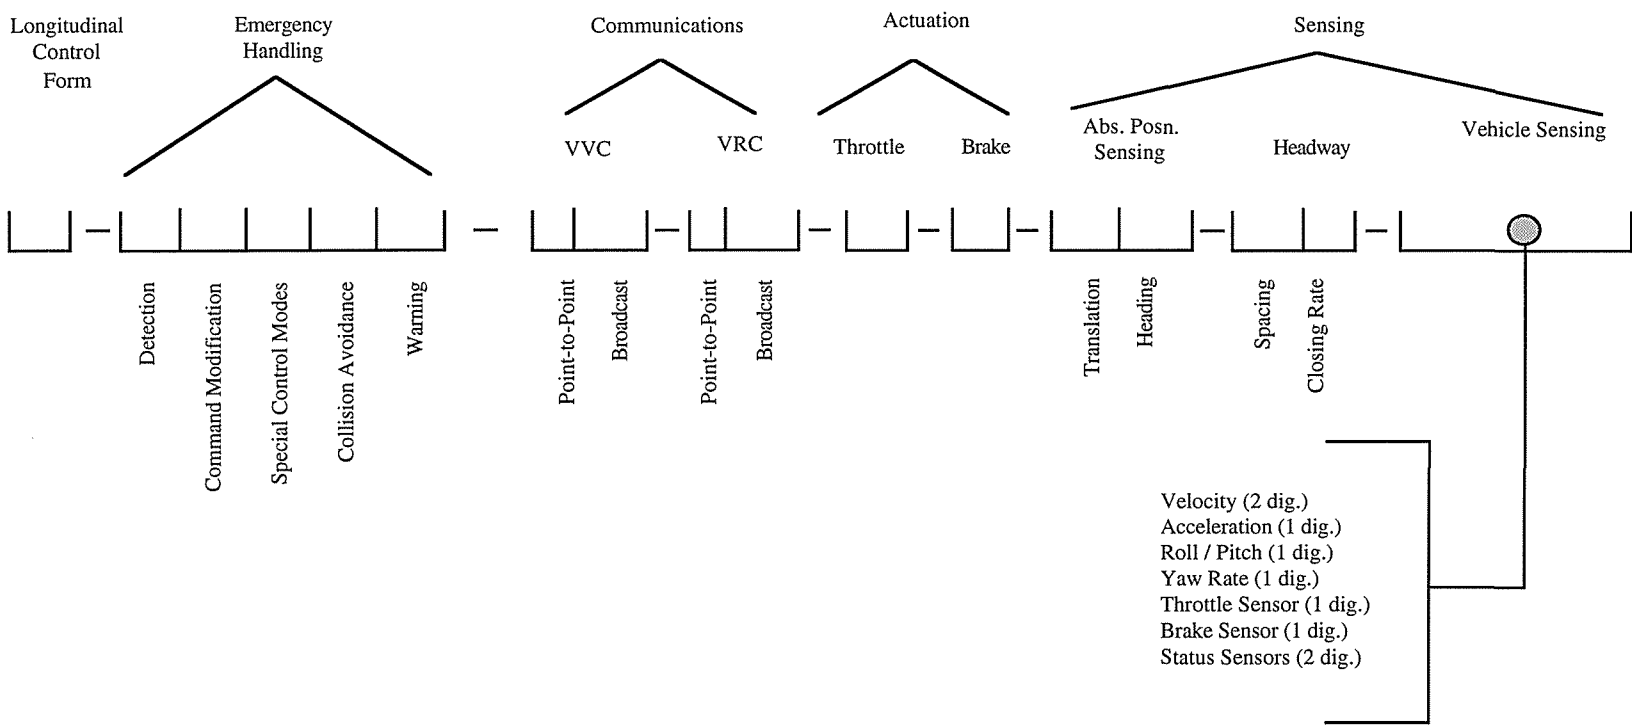 Longitudinal
Control
Form
Emergency
Handling
Communications
Actuation
Sensing
VVC
VRC
Throttle
Brake
Abs. Posn.
Sensing
Headway
Vehicle Sensing
Detection
Command Modification
Special Control Modes
Collision Avoidance
Warning
Point-to-Point
Broadcast
Point-to-Point
Broadcast
Translation
Heading
Spacing
Closing Rate
Velocity (2 dig.)
Acceleration (1 dig.)
Roll / Pitch (1 dig.)
Yaw Rate (1 dig.)
Throttle Sensor (1 dig.)
Brake Sensor (1 dig.)
Status Sensors (2 dig.)